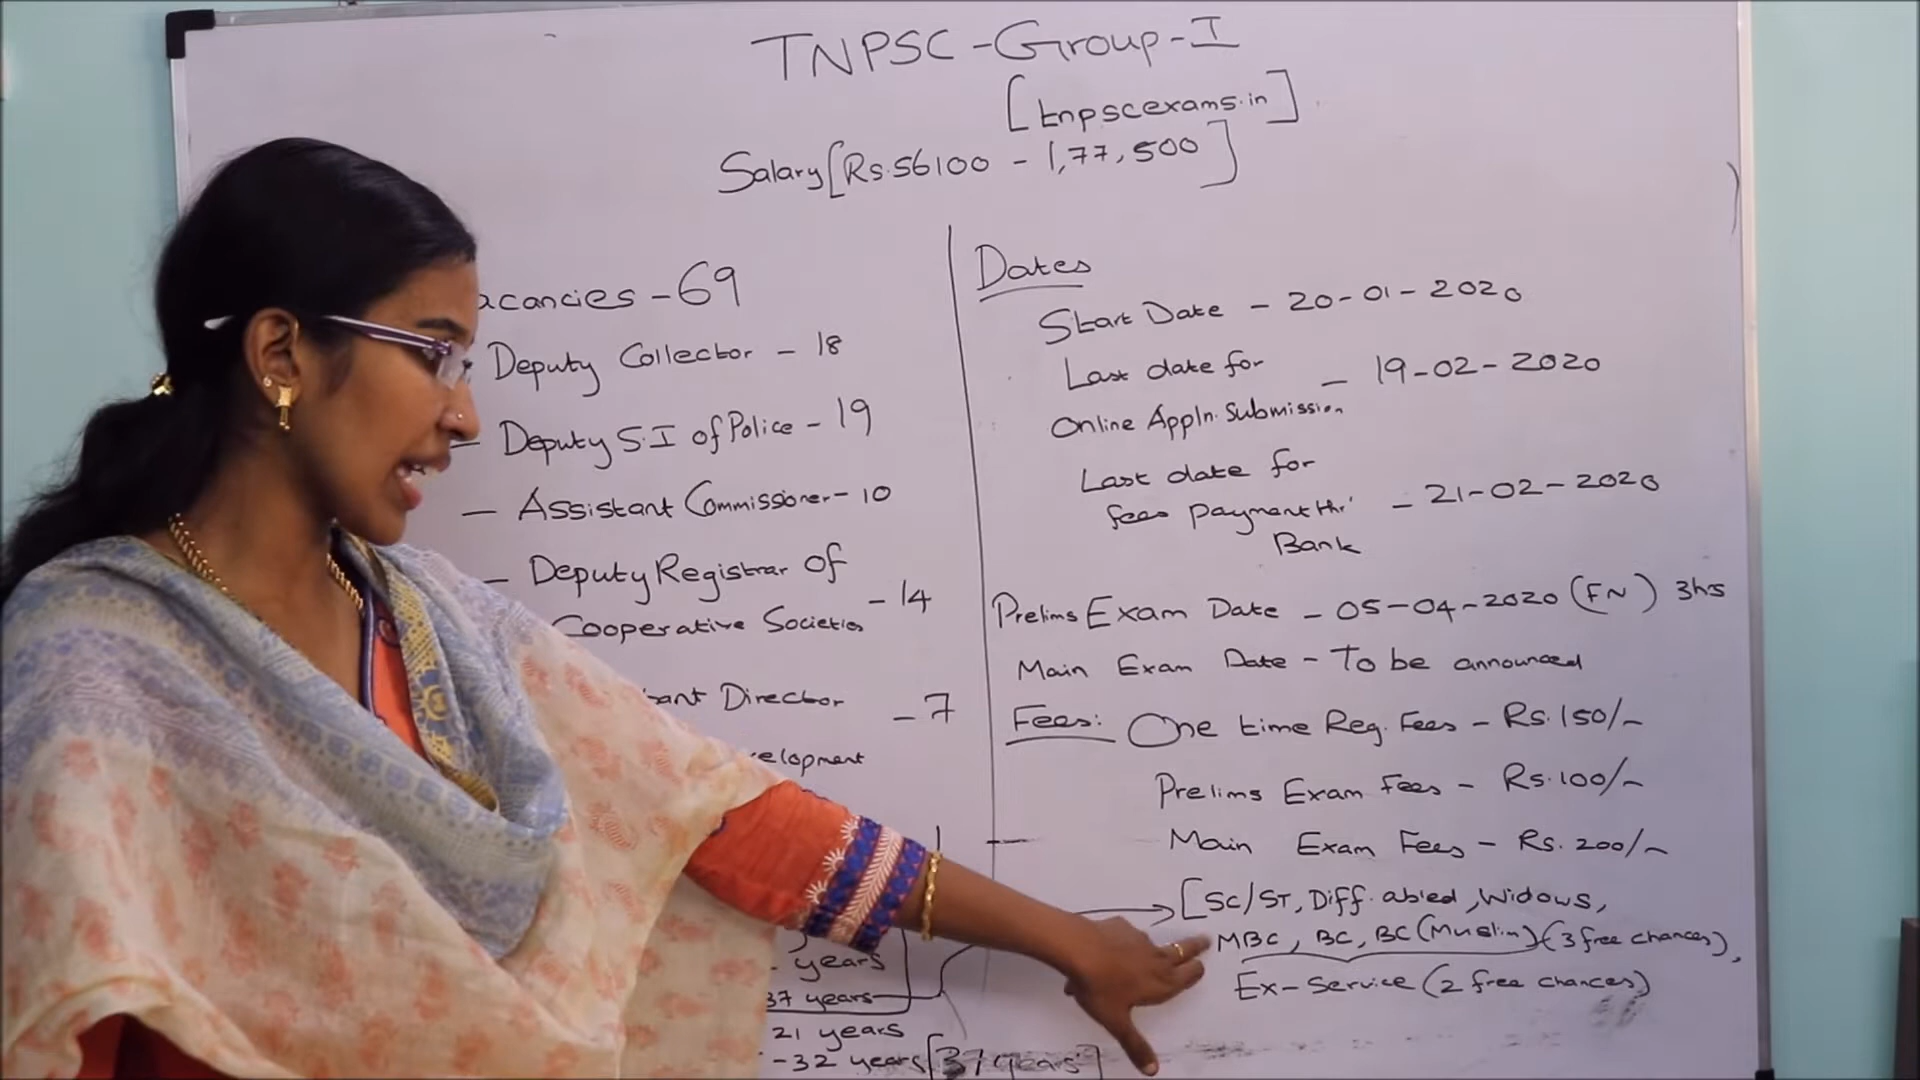 TNPSC-Group-I
[tnpscexams.in]
Salary [Rs.56100 - 1,77,500]
acancies - 69
Deputy Collector - 18
- Deputy S.I of Police - 19
- Assistant Commissioner - 10
- Deputy Registrar of
Cooperative Societies - 14
Director - 7
1
years
37 years
21 years
- 32 years [37 years]
Dates
Start Date - 20-01-2020
Last date for
Online Appln. Submission - 19-02-2020
Last date for
fees payment thr'
Bank - 21-02-2020
Prelims Exam Date - 05-04-2020 (FN) 3hrs
Main Exam Date - To be announced
Fees: One time Reg. Fees - Rs.150/-
Prelims Exam Fees - Rs.100/-
Main Exam Fees - Rs. 200/-
[SC/ST, Diff. abled, Widows,
MBC, BC, BC (Muslim) (3 free chances),
Ex-Service (2 free chances)